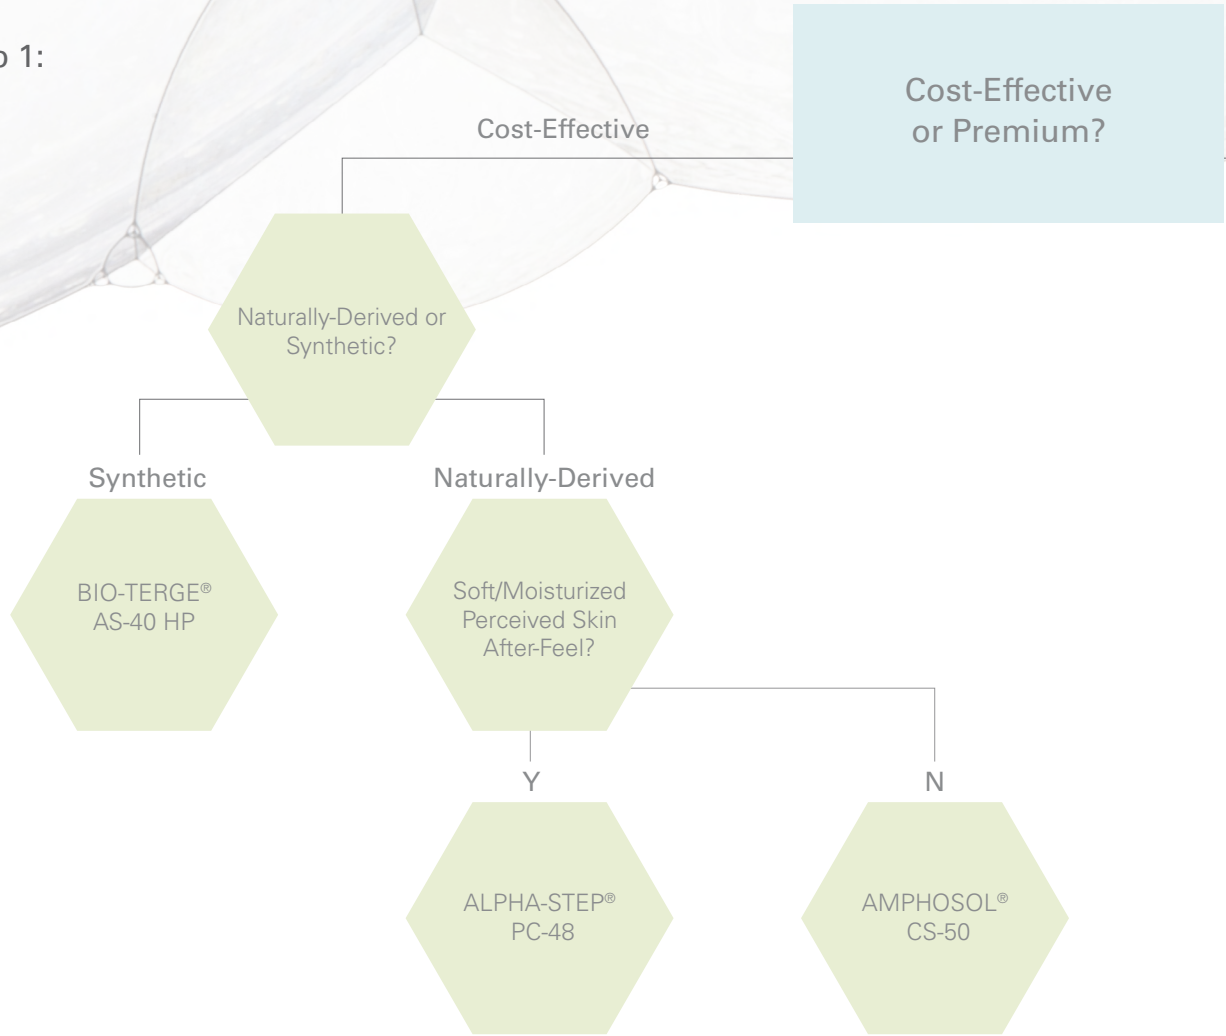 1:
Cost-Effective
or Premium?
Cost-Effective
Naturally-Derived or
Synthetic?
Synthetic
Naturally-Derived
BIO-TERGE®
AS-40 HP
Soft/Moisturized
Perceived Skin
After-Feel?
Y
N
ALPHA-STEP®
PC-48
AMPHOSOL®
CS-50